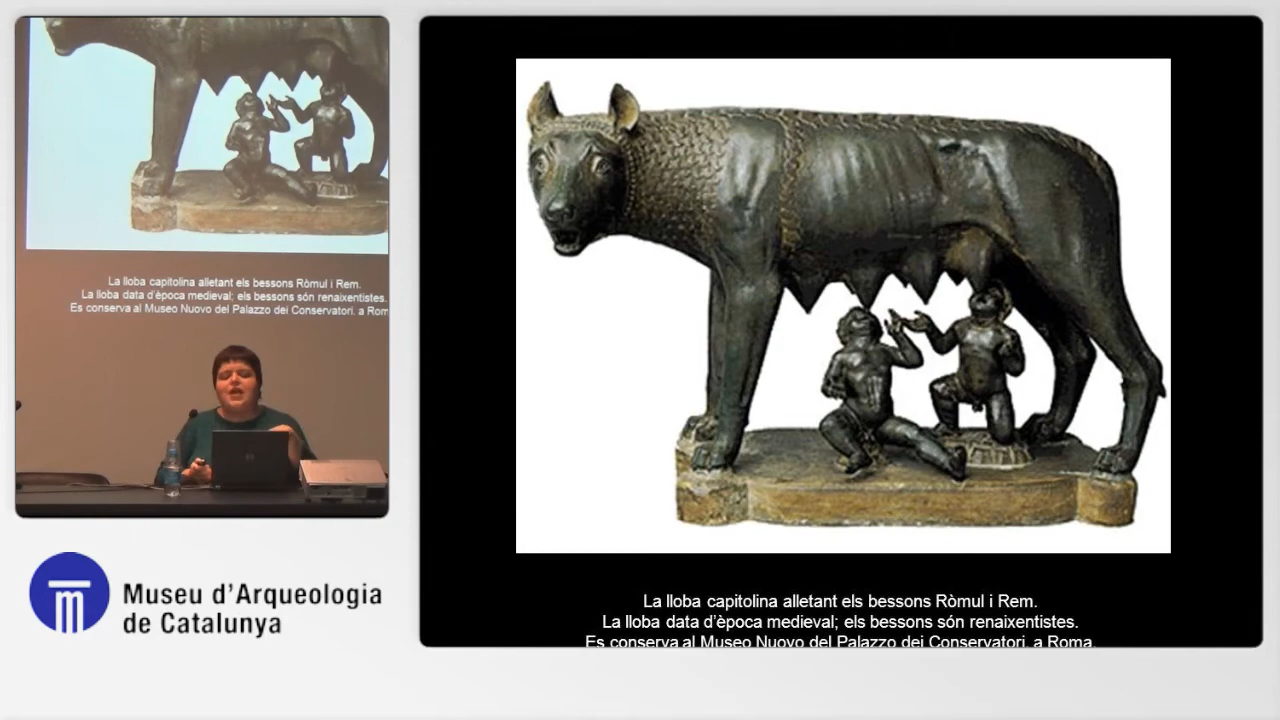 La lloba capitolina alletant els bessons Ròmul i Rem.
La lloba data d'època medieval; els bessons són renaixentistes.
Es conserva al Museo Nuovo del Palazzo dei Conservatori. a Rom
Museu d'Arqueologia
de Catalunya
La lloba capitolina alletant els bessons Ròmul i Rem.
La lloba data d'època medieval; els bessons són renaixentistes.
Es conserva al Museo Nuovo del Palazzo dei Conservatori, a Roma.